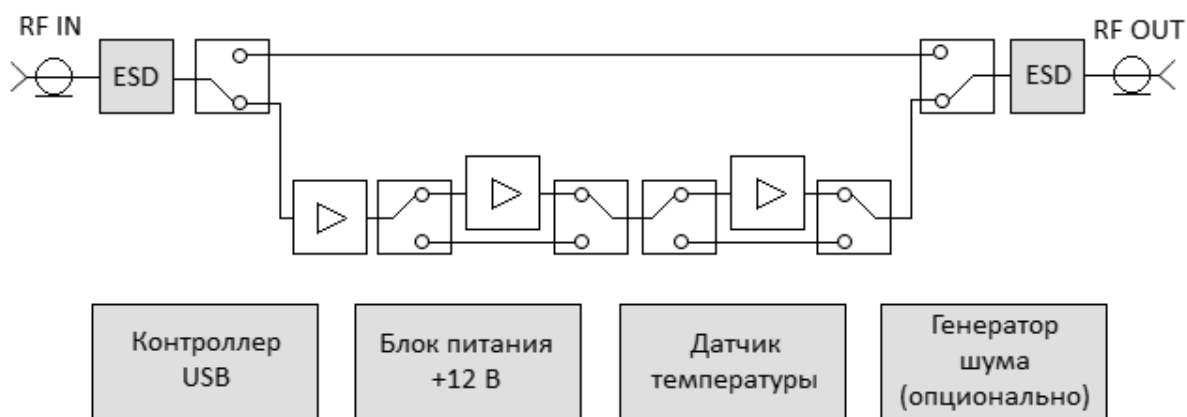 RF IN
RF OUT
ESD
ESD
Контроллер
USB
Блок питания
+12 В
Датчик
температуры
Генератор
шума
(опционально)